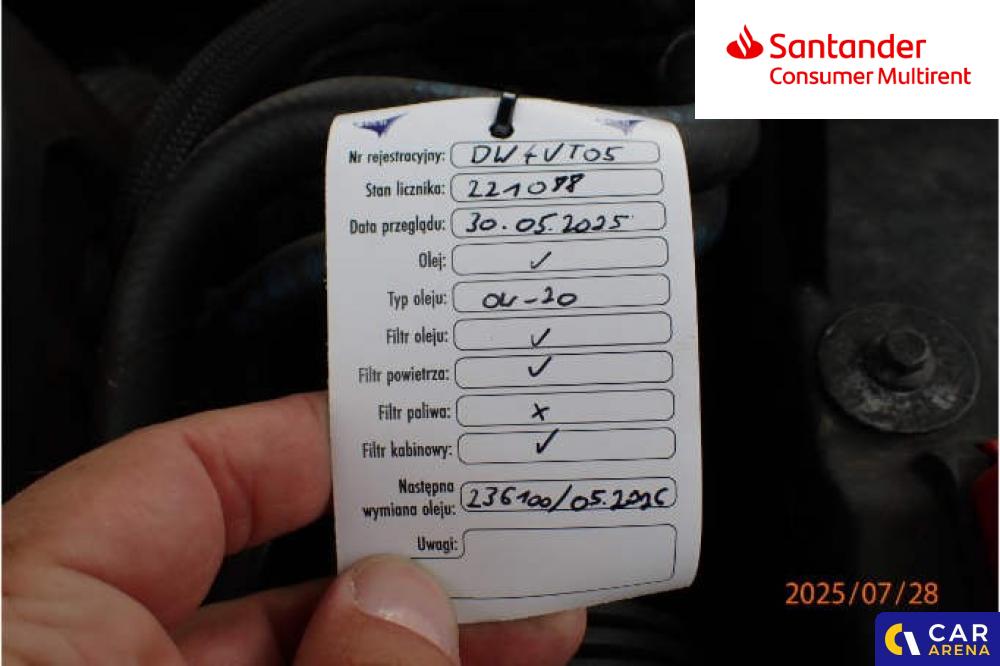 Santander
Consumer Multirent
Nr rejestracyjny: DW4VT05
Stan licznika: 221088
Data przeglądu: 30.05.2025
Olej: ✓
Typ oleju: 0W-20
Filtr oleju: ✓
Filtr powietrza: ✓
Filtr paliwa: x
Filtr kabinowy: ✓
Następna
wymiana oleju: 236100/05.2026
Uwagi:
2025/07/28
CAR
ARENA